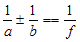 1/a ± 1/b == 1/f